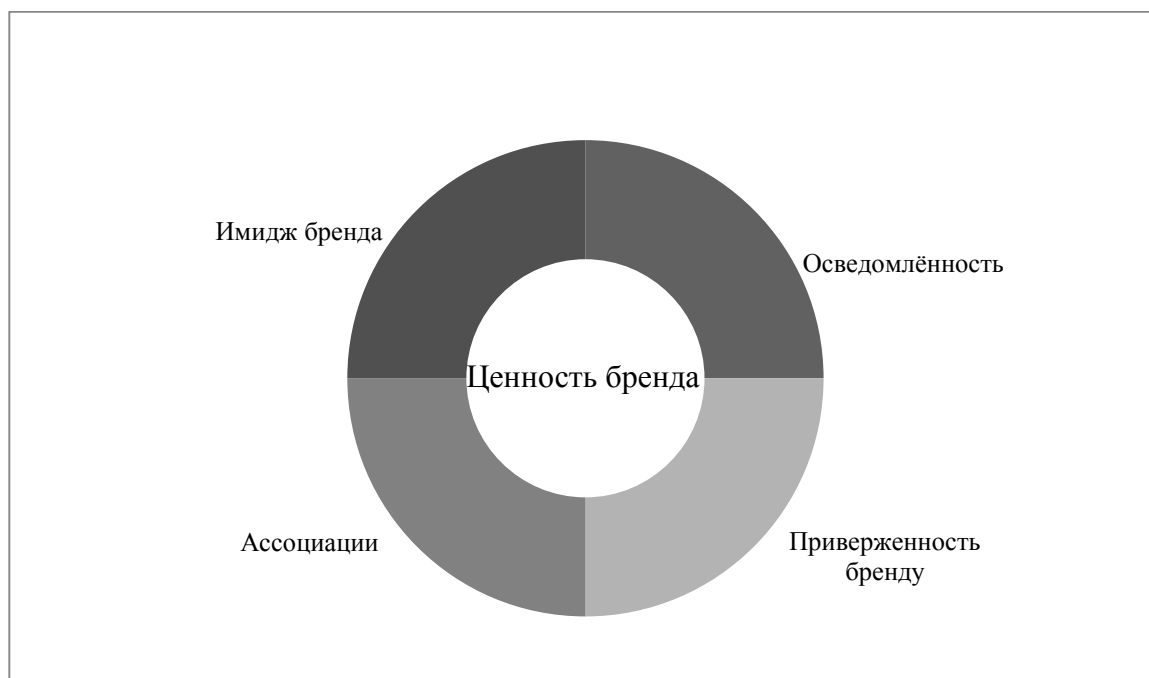 Имидж бренда
Осведомлённость
Ценность бренда
Ассоциации
Приверженность
бренду